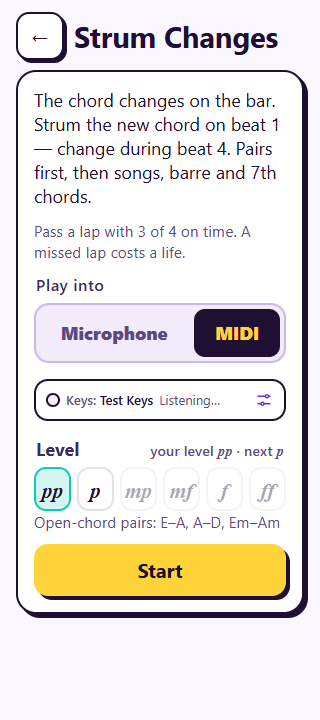 ← Strum Changes
The chord changes on the bar.
Strum the new chord on beat 1
— change during beat 4. Pairs
first, then songs, barre and 7th
chords.
Pass a lap with 3 of 4 on time. A
missed lap costs a life.
Play into
Microphone MIDI
Keys: Test Keys Listening...
Level your level pp · next p
pp p mp mf f ff
Open-chord pairs: E–A, A–D, Em–Am
Start